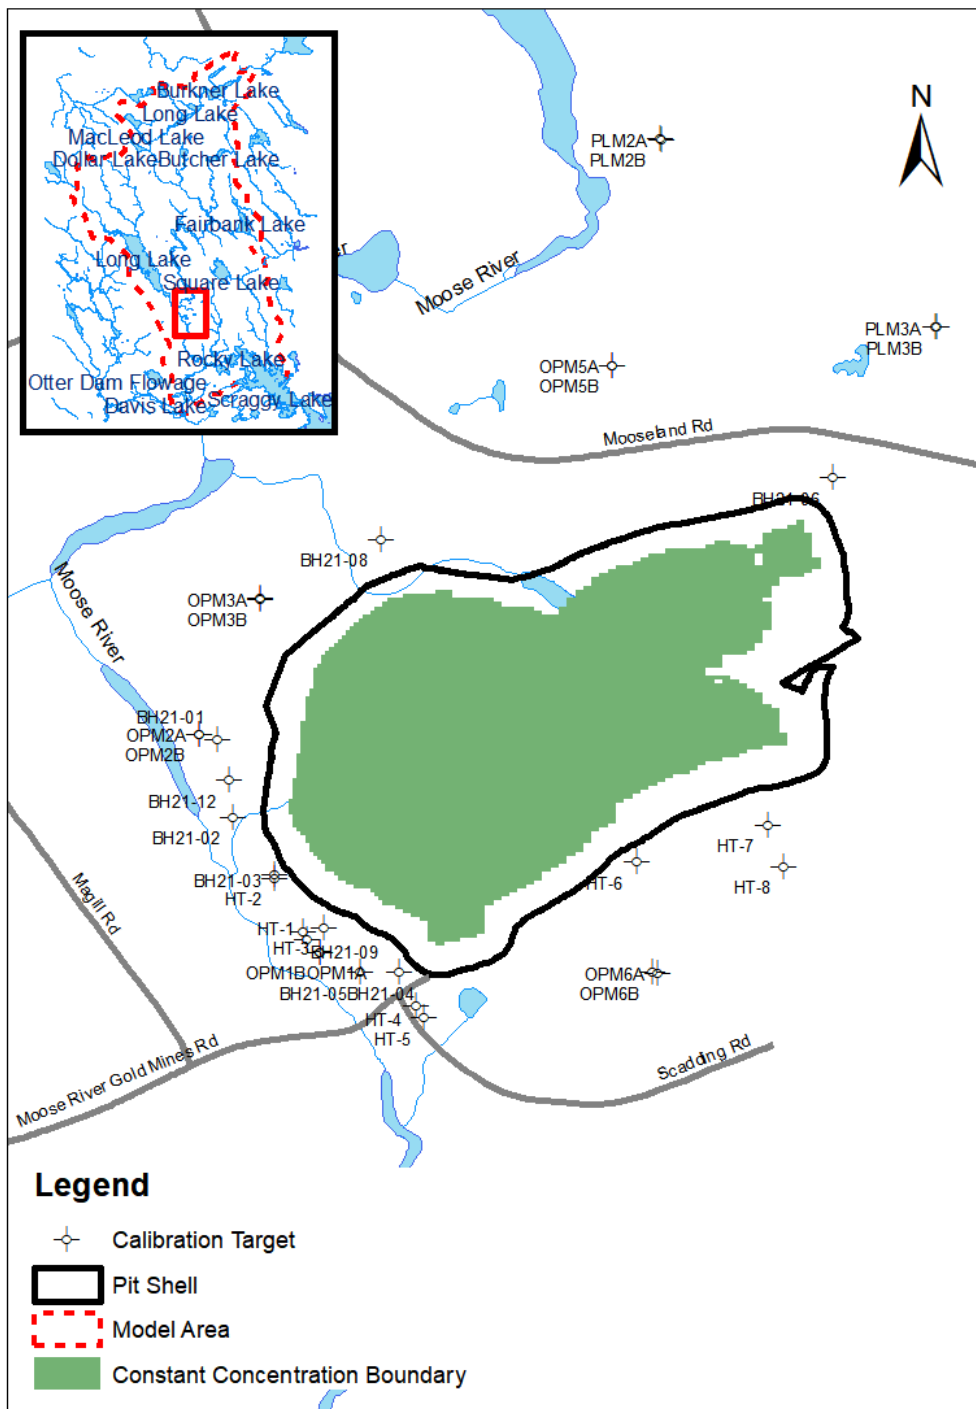 Burkner Lake
Long Lake
MacLeod Lake
Dollar Lake
Butcher Lake
Fairbank Lake
Long Lake
Square Lake
Rocky Lake
Otter Dam Flowage
Scraggy Lake
Davis Lake
N
PLM2A
PLM2B
Moose River
PLM3A
PLM3B
OPM5A
OPM5B
Mooseland Rd
BH21-06
BH21-08
Moose River
OPM3A
OPM3B
BH21-01
OPM2A
OPM2B
BH21-12
BH21-02
HT-7
BH21-03
HT-6
HT-8
HT-2
Magill Rd
HT-1
HT-3
BH21-09
OPM1B
OPM1A
OPM6A
OPM6B
BH21-05
BH21-04
HT-4
HT-5
Moose River Gold Mines Rd
Scadding Rd
Legend
Calibration Target
Pit Shell
Model Area
Constant Concentration Boundary